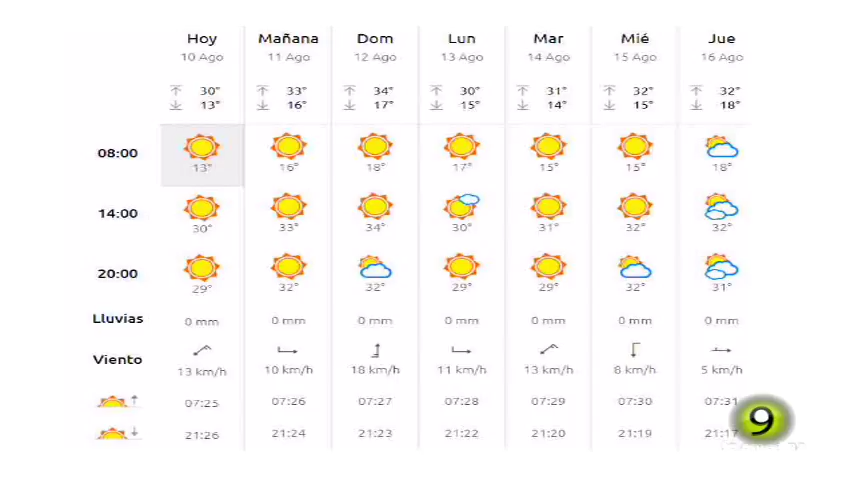 Hoy Mañana Dom Lun Mar Mié Jue
10 Ago 11 Ago 12 Ago 13 Ago 14 Ago 15 Ago 16 Ago
30° 33° 34° 30° 31° 32° 32°
13° 16° 17° 15° 14° 15° 18°
08:00
13° 16° 18° 17° 15° 15° 18°
14:00
30° 33° 34° 30° 31° 32° 32°
20:00
29° 32° 32° 29° 29° 32° 31°
Lluvias 0 mm 0 mm 0 mm 0 mm 0 mm 0 mm 0 mm
Viento
13 km/h 10 km/h 18 km/h 11 km/h 13 km/h 8 km/h 5 km/h
07:25 07:26 07:27 07:28 07:29 07:30 07:31
21:26 21:24 21:23 21:22 21:20 21:19 21:17
9